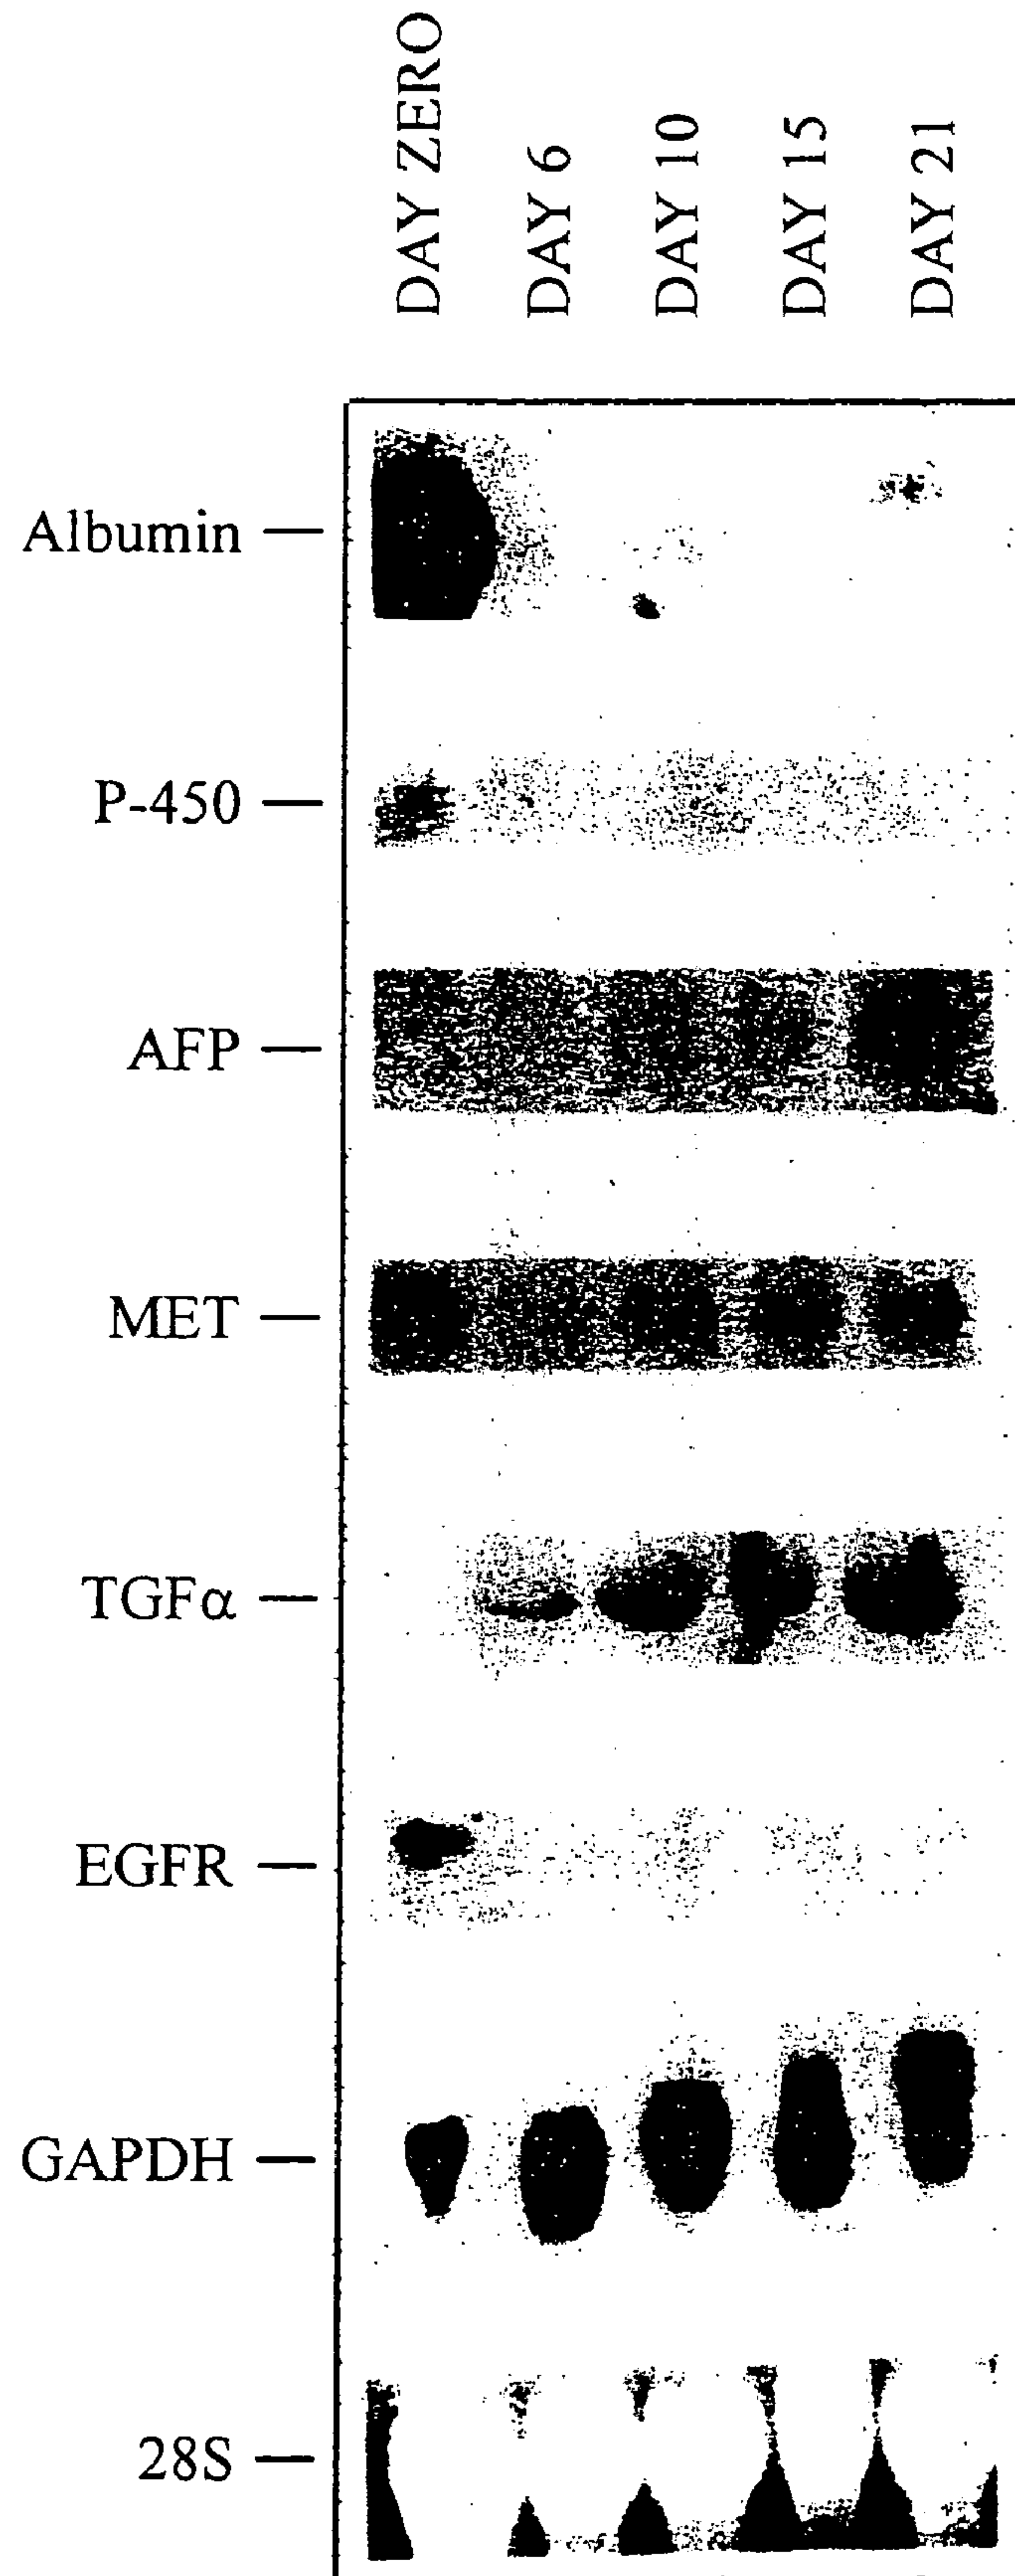 DAY ZERO
DAY 6
DAY 10
DAY 15
DAY 21
Albumin
P-450
AFP
MET
TGFα
EGFR
GAPDH
28S